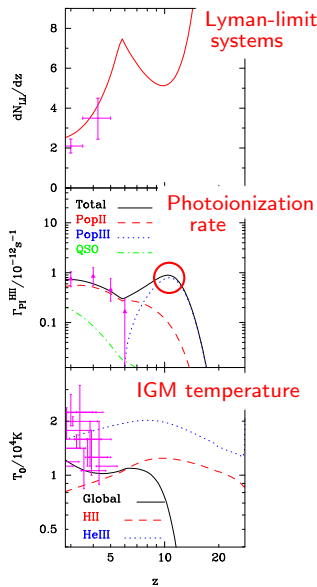 Lyman-limit
systems
dN_LL/dz
8
6
4
2
0
Photoionization
rate
Total
PopII
PopIII
QSO
Γ_PI^HII/10^−12 s^−1
10
1
0.1
IGM temperature
T_0/10^4K
2
1
0.5
Global
HII
HeIII
5
10
20
z